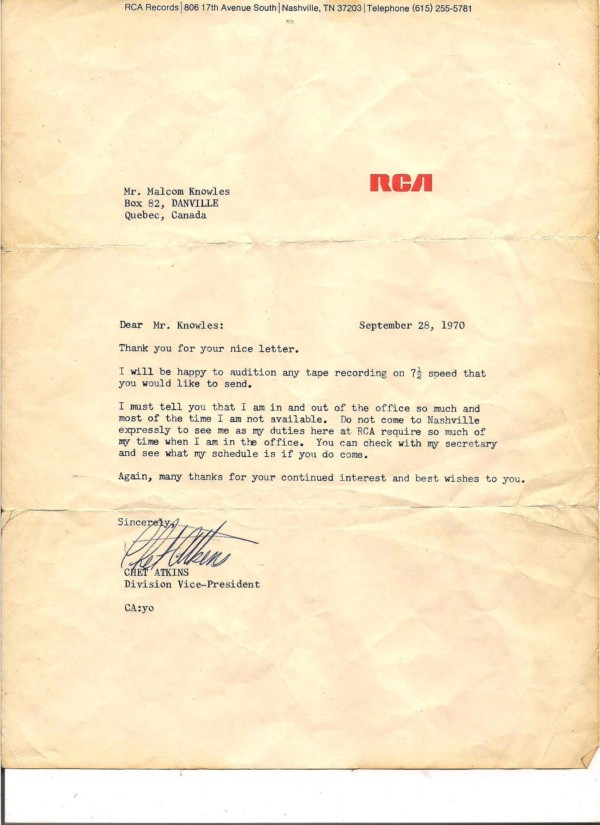 RCA Records | 806 17th Avenue South | Nashville, TN 37203 | Telephone (615) 255-5781
RCA
Mr. Malcom Knowles
Box 82, DANVILLE
Quebec, Canada
Dear Mr. Knowles: September 28, 1970
Thank you for your nice letter.
I will be happy to audition any tape recording on 7½ speed that
you would like to send.
I must tell you that I am in and out of the office so much and
most of the time I am not available. Do not come to Nashville
expressly to see me as my duties here at RCA require so much of
my time when I am in the office. You can check with my secretary
and see what my schedule is if you do come.
Again, many thanks for your continued interest and best wishes to you.
Sincerely,
Chet Atkins
CHET ATKINS
Division Vice-President
CA:yo